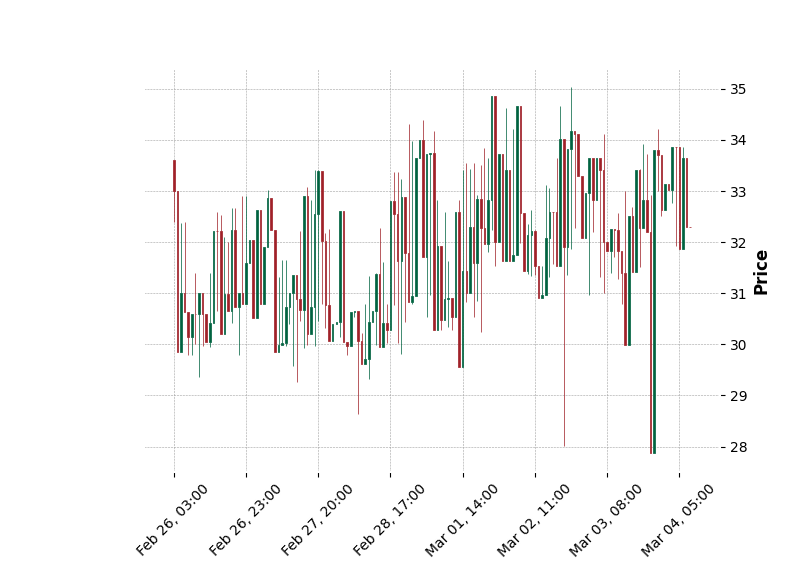 35
34
33
32
31
30
29
28
Price
Feb 26, 03:00
Feb 26, 23:00
Feb 27, 20:00
Feb 28, 17:00
Mar 01, 14:00
Mar 02, 11:00
Mar 03, 08:00
Mar 04, 05:00